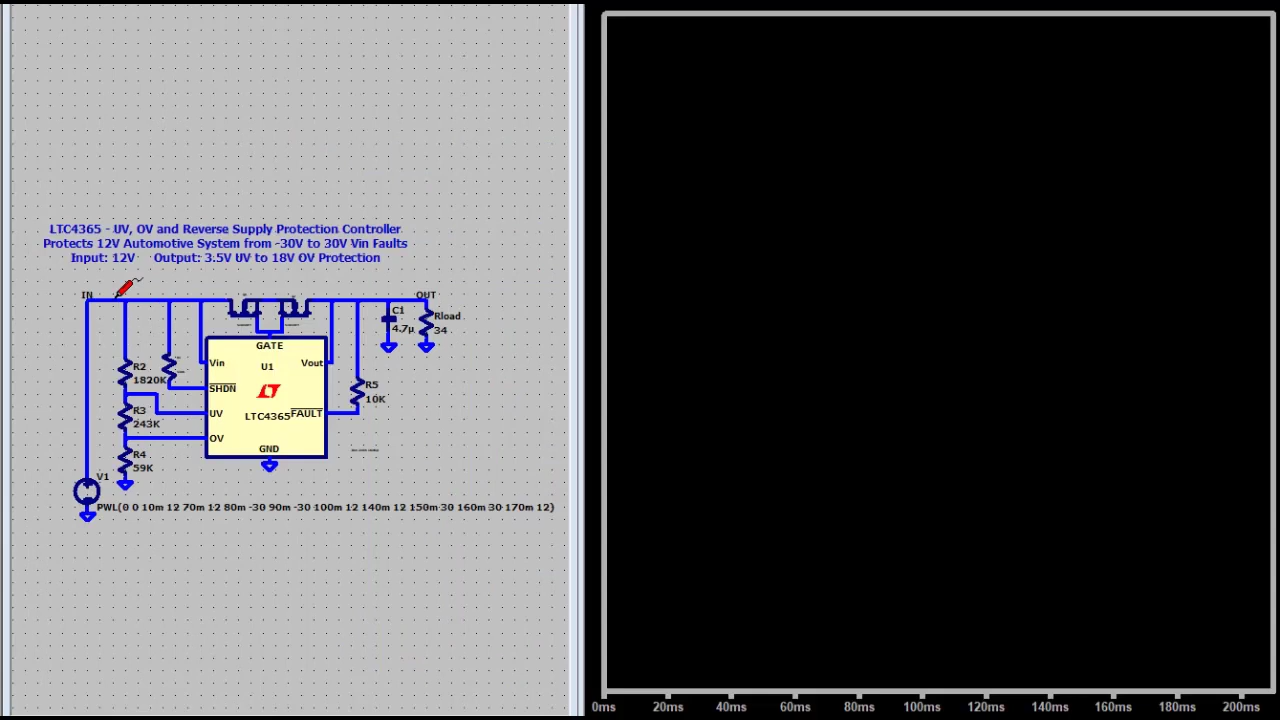 LTC4365 - UV, OV and Reverse Supply Protection Controller
Protects 12V Automotive System from -30V to 30V Vin Faults
Input: 12V Output: 3.5V UV to 18V OV Protection
IN
OUT
C1
4.7µ
Rload
34
GATE
Vin
U1
Vout
R2
1820K
SHDN
R5
10K
R3
243K
UV
LTC4365
FAULT
OV
R4
59K
GND
V1
PWL(0 0 10m 12 70m 12 80m -30 90m -30 100m 12 140m 12 150m 30 160m 30 170m 12)
0ms 20ms 40ms 60ms 80ms 100ms 120ms 140ms 160ms 180ms 200ms